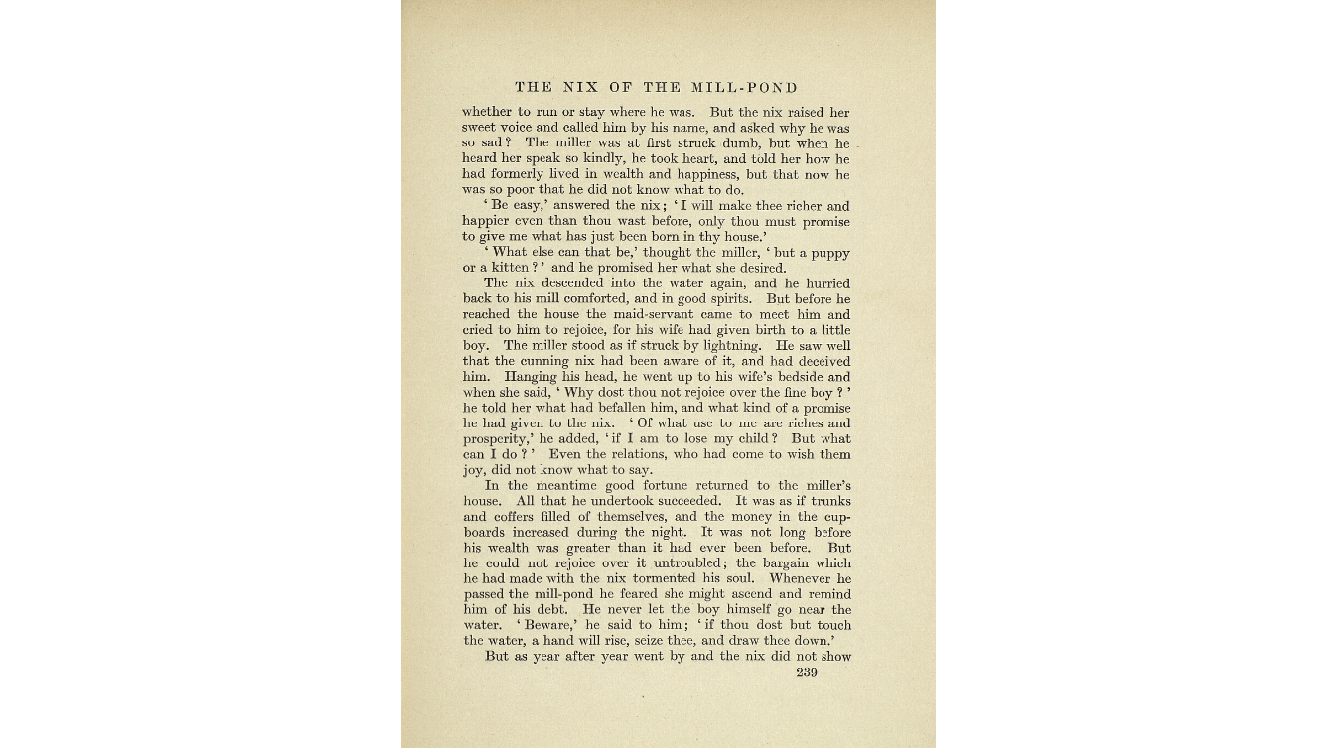 THE NIX OF THE MILL-POND
whether to run or stay where he was. But the nix raised her
sweet voice and called him by his name, and asked why he was
so sad? The miller was at first struck dumb, but when he
heard her speak so kindly, he took heart, and told her how he
had formerly lived in wealth and happiness, but that now he
was so poor that he did not know what to do.
‘ Be easy,’ answered the nix; ‘ I will make thee richer and
happier even than thou wast before, only thou must promise
to give me what has just been born in thy house.’
‘ What else can that be,’ thought the miller, ‘ but a puppy
or a kitten ? ’ and he promised her what she desired.
The nix descended into the water again, and he hurried
back to his mill comforted, and in good spirits. But before he
reached the house the maid-servant came to meet him and
cried to him to rejoice, for his wife had given birth to a little
boy. The miller stood as if struck by lightning. He saw well
that the cunning nix had been aware of it, and had deceived
him. Hanging his head, he went up to his wife’s bedside and
when she said, ‘ Why dost thou not rejoice over the fine boy ? ’
he told her what had befallen him, and what kind of a promise
he had given to the nix. ‘ Of what use to me are riches and
prosperity,’ he added, ‘ if I am to lose my child ? But what
can I do ? ’ Even the relations, who had come to wish them
joy, did not know what to say.
In the meantime good fortune returned to the miller’s
house. All that he undertook succeeded. It was as if trunks
and coffers filled of themselves, and the money in the cup-
boards increased during the night. It was not long before
his wealth was greater than it had ever been before. But
he could not rejoice over it untroubled; the bargain which
he had made with the nix tormented his soul. Whenever he
passed the mill-pond he feared she might ascend and remind
him of his debt. He never let the boy himself go near the
water. ‘ Beware,’ he said to him; ‘ if thou dost but touch
the water, a hand will rise, seize thee, and draw thee down.’
But as year after year went by and the nix did not show
239